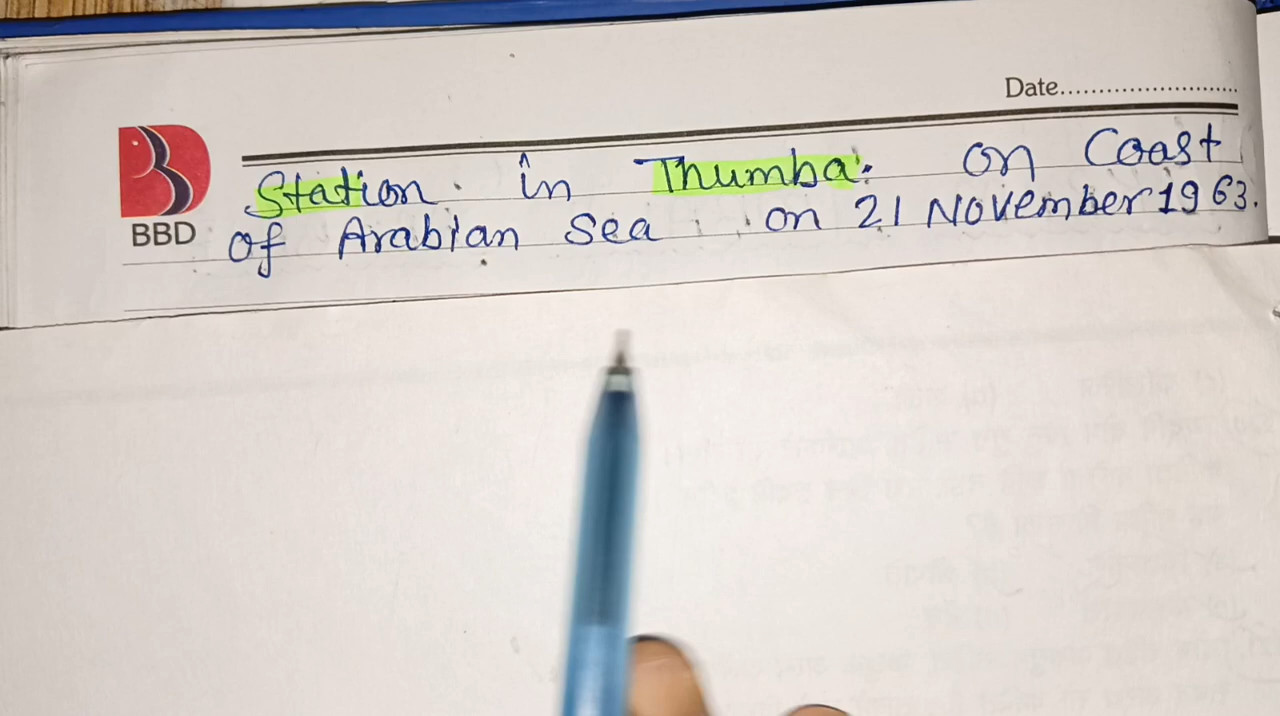 Date........................
Station in Thumba. on Coast
BBD
of Arabian Sea on 21 November 1963.